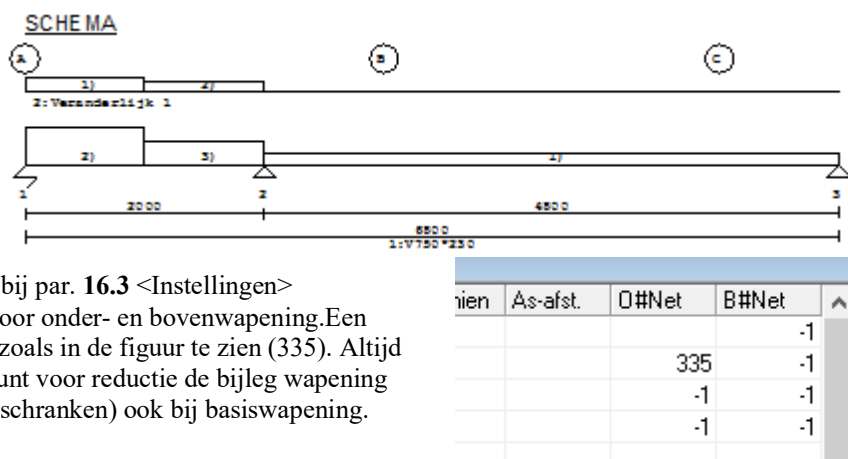 SCHEMA
A B C
1) 2)
2:Veranderlijk 1
2) 3) 1)
1 2 3
2000 4800
6800
1:V750*230
bij par. 16.3 <Instellingen>
oor onder- en bovenwapening.Een
zoals in de figuur te zien (335). Altijd
unt voor reductie de bijleg wapening
schranken) ook bij basiswapening.
nien As-afst. O#Net B#Net
-1
335 -1
-1 -1
-1 -1